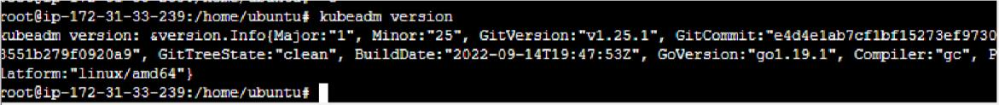 root@ip-172-31-33-239:/home/ubuntu# kubeadm version
kubeadm version: &version.Info{Major:"1", Minor:"25", GitVersion:"v1.25.1", GitCommit:"e4d4e1ab7cf1bf15273ef9730
3551b279f0920a9", GitTreeState:"clean", BuildDate:"2022-09-14T19:47:53Z", GoVersion:"go1.19.1", Compiler:"gc", P
latform:"linux/amd64"}
root@ip-172-31-33-239:/home/ubuntu#